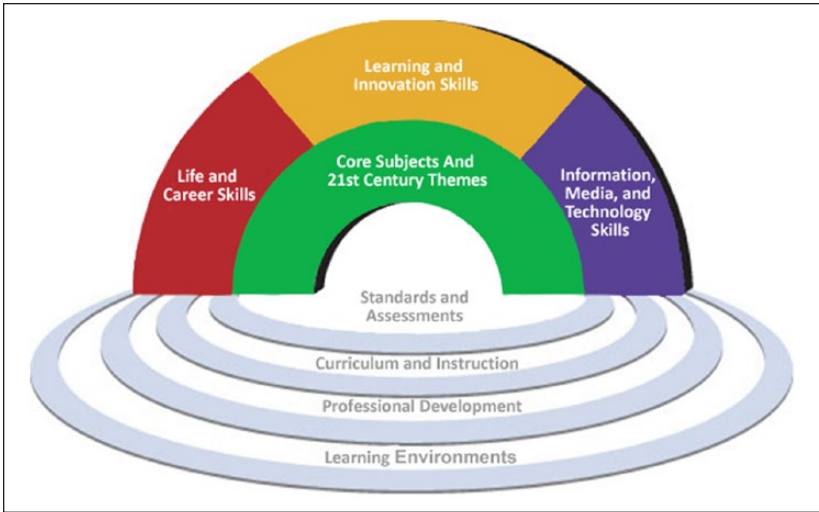 Learning and
Innovation Skills
Life and
Career Skills
Core Subjects And
21st Century Themes
Information,
Media, and
Technology
Skills
Standards and
Assessments
Curriculum and Instruction
Professional Development
Learning Environments